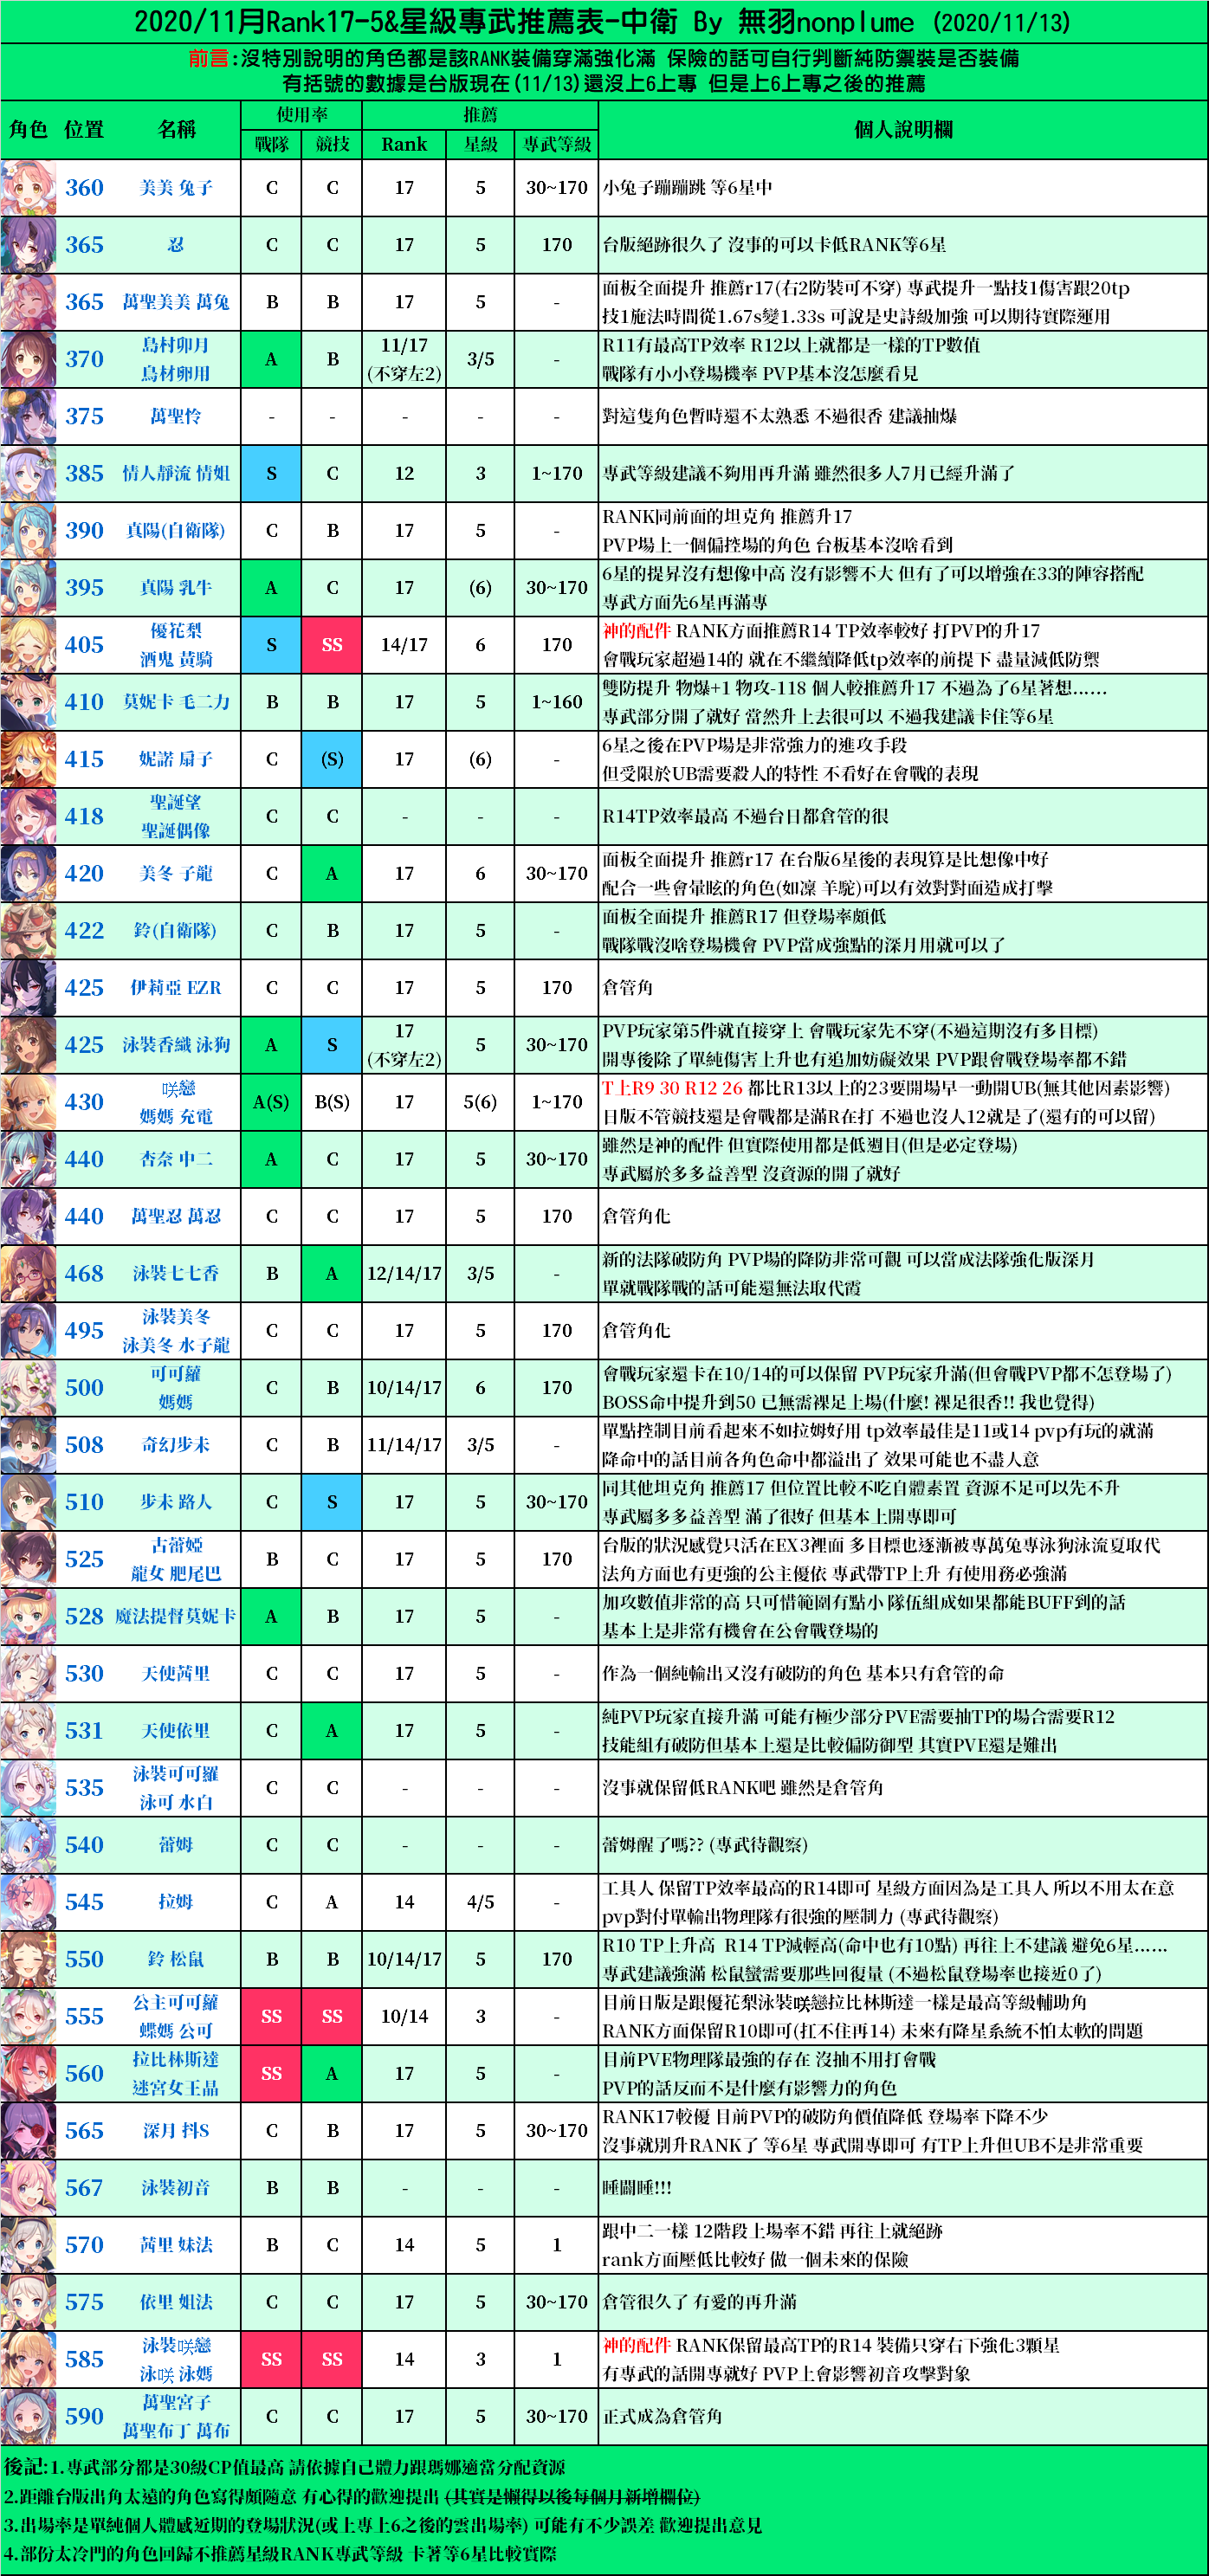 2020/11月Rank17-5&星級專武推薦表-中衛 By 無羽nonplume (2020/11/13)
前言:沒特別說明的角色都是該RANK裝備穿滿強化滿 保險的話可自行判斷純防禦裝是否裝備
有括號的數據是台版現在(11/13)還沒上6上專 但是上6上專之後的推薦
角色 位置 名稱 使用率 推薦 個人說明欄
戰隊 競技 Rank 星級 專武等級
360 美美 兔子 C C 17 5 30~170 小兔子蹦蹦跳 等6星中
365 忍 C C 17 5 170 台版絕跡很久了 沒事的可以卡低RANK等6星
365 萬聖美美 萬兔 B B 17 5 - 面板全面提升 推薦r17(右2防裝可不穿) 專武提升一點技1傷害跟20tp
技1施法時間從1.67s變1.33s 可說是史詩級加強 可以期待實際運用
370 島村卯月 A B 11/17 3/5 - R11有最高TP效率 R12以上就都是一樣的TP數值
鳥材卵用 (不穿左2) 戰隊有小小登場機率 PVP基本沒怎麼看見
375 萬聖怜 - - - - - 對這隻角色暫時還不太熟悉 不過很香 建議抽爆
385 情人靜流 情姐 S C 12 3 1~170 專武等級建議不夠用再升滿 雖然很多人7月已經升滿了
390 真陽(自衛隊) C B 17 5 - RANK同前面的坦克角 推薦升17
PVP場上一個偏控場的角色 台板基本沒啥看到
395 真陽 乳牛 A C 17 (6) 30~170 6星的提昇沒有想像中高 沒有影響不大 但有了可以增強在33的陣容搭配
專武方面先6星再滿專
405 優花梨 S SS 14/17 6 170 神的配件 RANK方面推薦R14 TP效率較好 打PVP的升17
酒鬼 黃騎 會戰玩家超過14的 就在不繼續降低tp效率的前提下 盡量減低防禦
410 莫妮卡 毛二力 B B 17 5 1~160 雙防提升 物爆+1 物攻-118 個人較推薦升17 不過為了6星著想......
專武部分開了就好 當然升上去很可以 不過我建議卡住等6星
415 妮諾 扇子 C (S) 17 (6) - 6星之後在PVP場是非常強力的進攻手段
但受限於UB需要殺人的特性 不看好在會戰的表現
418 聖誕望 C C - - - R14TP效率最高 不過台日都倉管的很
聖誕偶像
420 美冬 子龍 C A 17 6 30~170 面板全面提升 推薦r17 在台版6星後的表現算是比想像中好
配合一些會暈眩的角色(如凜 羊駝)可以有效對對面造成打擊
422 鈴(自衛隊) C B 17 5 - 面板全面提升 推薦R17 但登場率頗低
戰隊戰沒啥登場機會 PVP當成強點的深月用就可以了
425 伊莉亞 EZR C C 17 5 170 倉管角
425 泳裝香織 泳狗 A S 17 5 30~170 PVP玩家第5件就直接穿上 會戰玩家先不穿(不過這期沒有多目標)
(不穿左2) 開專後除了單純傷害上升也有追加妨礙效果 PVP跟會戰登場率都不錯
430 咲戀 A(S) B(S) 17 5(6) 1~170 T上R9 30 R12 26 都比R13以上的23要開場早一動開UB(無其他因素影響)
媽媽 充電 日版不管競技還是會戰都是滿R在打 不過也沒人12就是了(還有的可以留)
440 杏奈 中二 A C 17 5 30~170 雖然是神的配件 但實際使用都是低週目(但是必定登場)
專武屬於多多益善型 沒資源的開了就好
440 萬聖忍 萬忍 C C 17 5 170 倉管角化
468 泳裝七七香 B A 12/14/17 3/5 - 新的法隊破防角 PVP場的降防非常可觀 可以當成法隊強化版深月
單就戰隊戰的話可能還無法取代霞
495 泳裝美冬 C C 17 5 170 倉管角化
泳美冬 水子龍
500 可可蘿 C B 10/14/17 6 170 會戰玩家還卡在10/14的可以保留 PVP玩家升滿(但會戰PVP都不怎登場了)
媽媽 BOSS命中提升到50 已無需裸足上場(什麼! 裸足很香!! 我也覺得)
508 奇幻步未 C B 11/14/17 3/5 - 單點控制目前看起來不如拉姆好用 tp效率最佳是11或14 pvp有玩的就滿
降命中的話目前各角色命中都溢出了 效果可能也不盡人意
510 步未 路人 C S 17 5 30~170 同其他坦克角 推薦17 但位置比較不吃自體素置 資源不足可以先不升
專武屬多多益善型 滿了很好 但基本上開專即可
525 古蕾婭 B C 17 5 170 台版的狀況感覺只活在EX3裡面 多目標也逐漸被專萬兔專泳狗泳流夏取代
龍女 肥尾巴 法角方面也有更強的公主優依 專武帶TP上升 有使用務必強滿
528 魔法提督莫妮卡 A B 17 5 - 加攻數值非常的高 只可惜範圍有點小 隊伍組成如果都能BUFF到的話
基本上是非常有機會在公會戰登場的
530 天使茜里 C C 17 5 - 作為一個純輸出又沒有破防的角色 基本只有倉管的命
531 天使依里 C A 17 5 - 純PVP玩家直接升滿 可能有極少部分PVE需要抽TP的場合需要R12
技能組有破防但基本上還是比較偏防御型 其實PVE還是難出
535 泳裝可可羅 C C - - - 沒事就保留低RANK吧 雖然是倉管角
泳可 水白
540 蕾姆 C C - - - 蕾姆醒了嗎?? (專武待觀察)
545 拉姆 C A 14 4/5 - 工具人 保留TP效率最高的R14即可 星級方面因為是工具人 所以不用太在意
pvp對付單輸出物理隊有很強的壓制力 (專武待觀察)
550 鈴 松鼠 B B 10/14/17 5 170 R10 TP上升高 R14 TP減輕高(命中也有10點) 再往上不建議 避免6星......
專武建議強滿 松鼠蠻需要那些回復量 (不過松鼠登場率也接近0了)
555 公主可可蘿 SS SS 10/14 3 - 目前日版是跟優花梨泳裝咲戀拉比林斯達一樣是最高等級輔助角
蝶媽 公可 RANK方面保留R10即可(扛不住再14) 未來有降星系統不怕太軟的問題
560 拉比林斯達 SS A 17 5 - 目前PVE物理隊最強的存在 沒抽不用打會戰
迷宮女王晶 PVP的話反而不是什麼有影響力的角色
565 深月 抖S C B 17 5 30~170 RANK17較優 目前PVP的破防角價值降低 登場率下降不少
沒事就別升RANK了 等6星 專武開專即可 有TP上升但UB不是非常重要
567 泳裝初音 B B - - - 睡闘睡!!!
570 茜里 妹法 B C 14 5 1 跟中二一樣 12階段上場率不錯 再往上就絕跡
rank方面壓低比較好 做一個未來的保險
575 依里 姐法 C C 17 5 30~170 倉管很久了 有愛的再升滿
585 泳裝咲戀 SS SS 14 3 1 神的配件 RANK保留最高TP的R14 裝備只穿右下強化3顆星
泳咲 泳媽 有專武的話開專就好 PVP上會影響初音攻擊對象
590 萬聖宮子 C C 17 5 30~170 正式成為倉管角
萬聖布丁 萬布
後記:1.專武部分都是30級CP值最高 請依據自己體力跟瑪娜適當分配資源
2.距離台版出角太遠的角色寫得頗隨意 有心得的歡迎提出 (其實是懶得以後每個月新增欄位)
3.出場率是單純個人體感近期的登場狀況(或上專上6之後的雲出場率) 可能有不少誤差 歡迎提出意見
4.部份太冷門的角色回歸不推薦星級RANK專武等級 卡著等6星比較實際